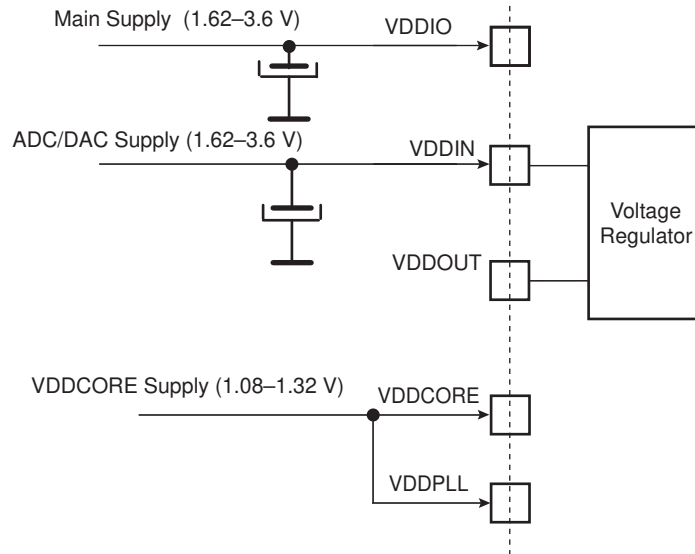 Main Supply (1.62–3.6 V)
VDDIO
ADC/DAC Supply (1.62–3.6 V)
VDDIN
Voltage
Regulator
VDDOUT
VDDCORE Supply (1.08–1.32 V)
VDDCORE
VDDPLL